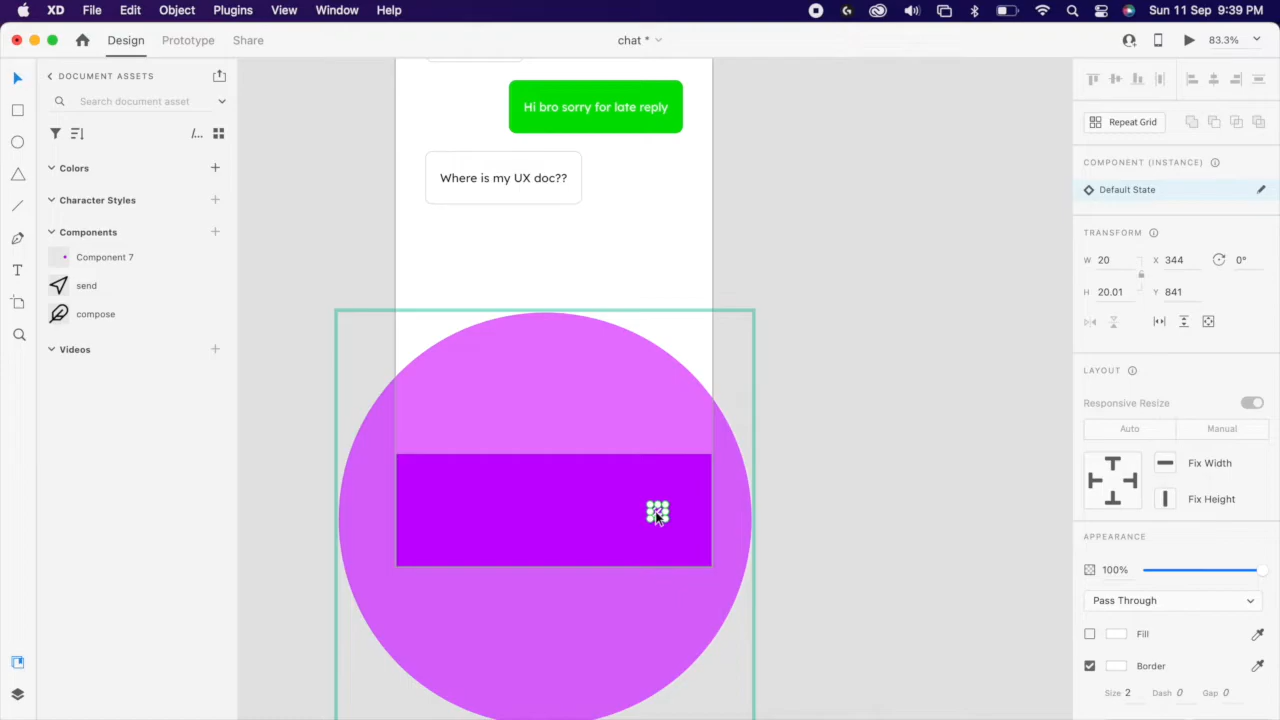 XD File Edit Object Plugins View Window Help Sun 11 Sep 9:39 PM
Design Prototype Share chat * 83.3%
DOCUMENT ASSETS
Search document asset
/...
Colors
Character Styles
Components
Component 7
send
compose
Videos
Hi bro sorry for late reply
Where is my UX doc??
Repeat Grid
COMPONENT (INSTANCE)
Default State
TRANSFORM
W 20 X 344 0°
H 20.01 Y 841
LAYOUT
Responsive Resize
Auto Manual
Fix Width
Fix Height
APPEARANCE
100%
Pass Through
Fill
Border
Size 2 Dash 0 Gap 0